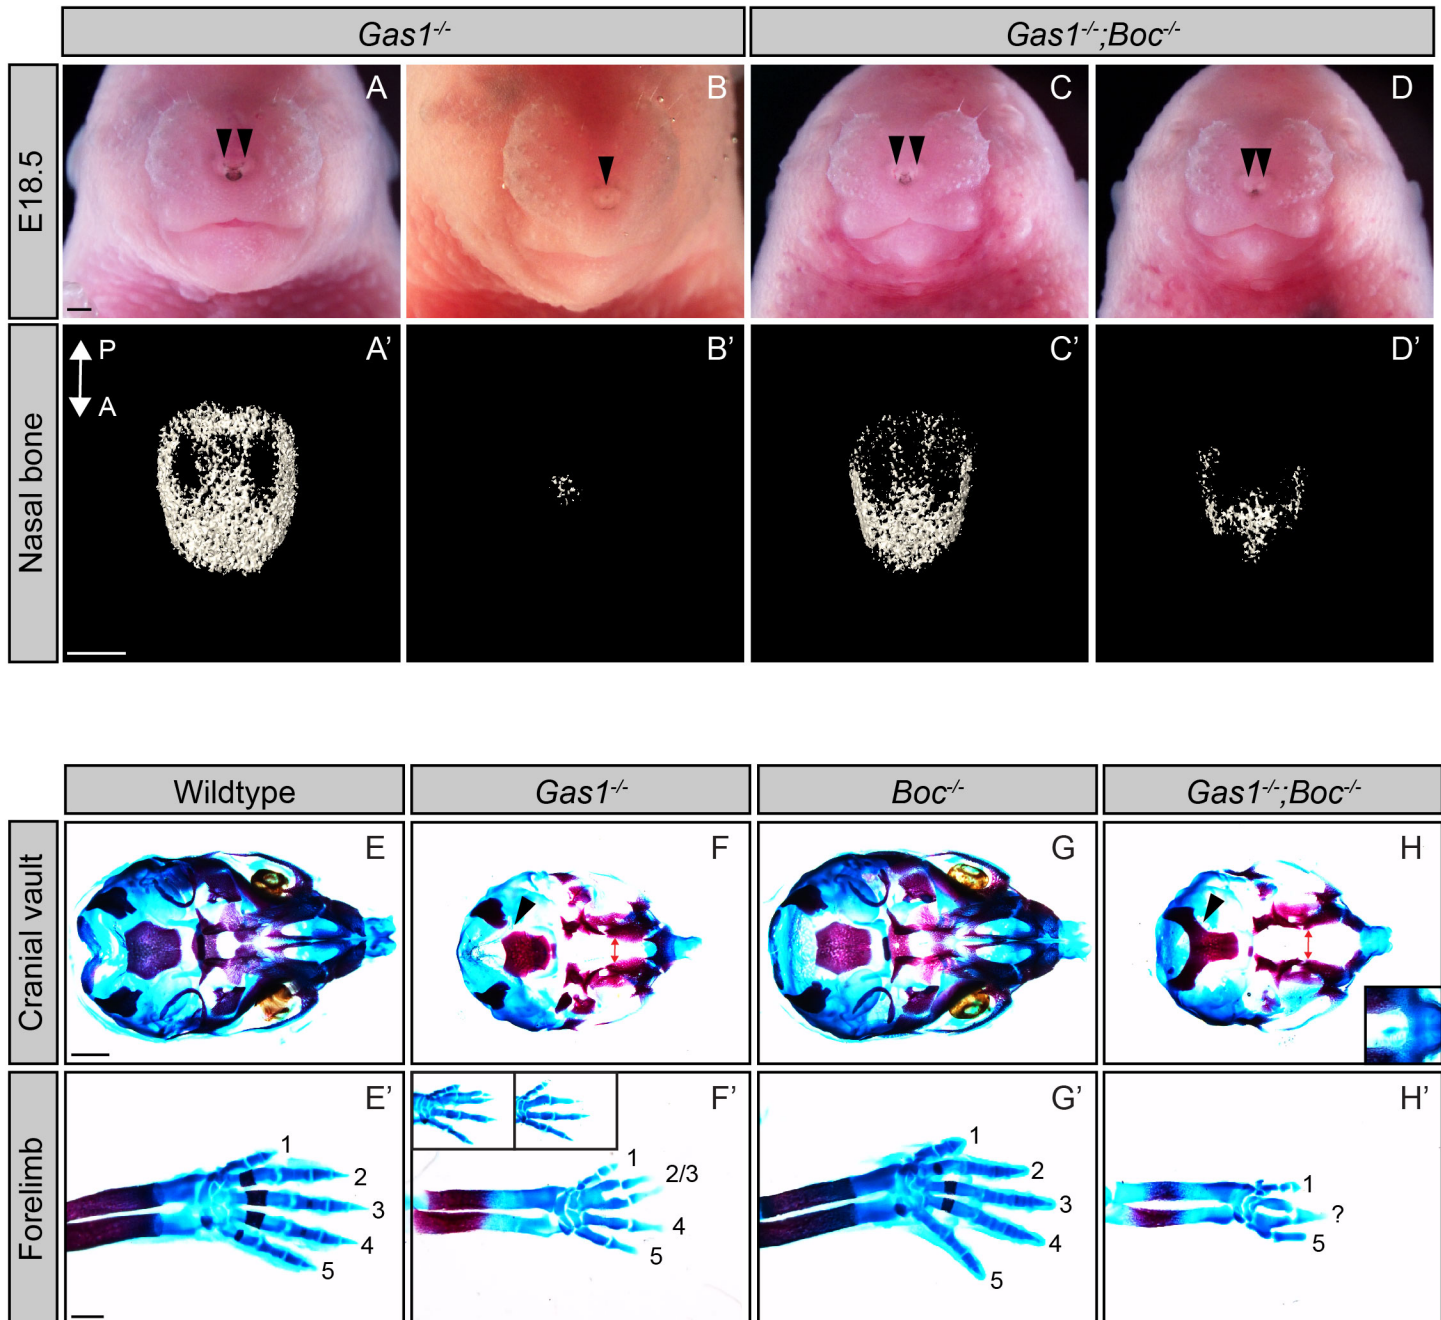 Gas1-/-
Gas1-/-;Boc-/-
E18.5
A
B
C
D
Nasal bone
P
A
A'
B'
C'
D'
Wildtype
Gas1-/-
Boc-/-
Gas1-/-;Boc-/-
Cranial vault
E
F
G
H
Forelimb
E'
1
2
3
4
5
F'
1
2/3
4
5
G'
1
2
3
4
5
H'
1
?
5